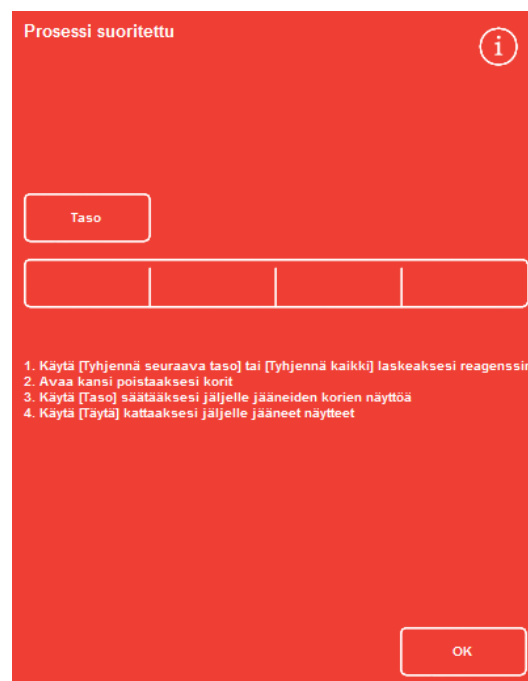 Prosessi suoritettu
i
Taso
1. Käytä [Tyhjennä seuraava taso] tai [Tyhjennä kaikki] laskeaksesi reagenssin
2. Avaa kansi poistaaksesi korit
3. Käytä [Taso] säätääksesi jäljelle jääneiden korien näyttöä
4. Käytä [Täytä] kattaaksesi jäljelle jääneet näytteet
OK